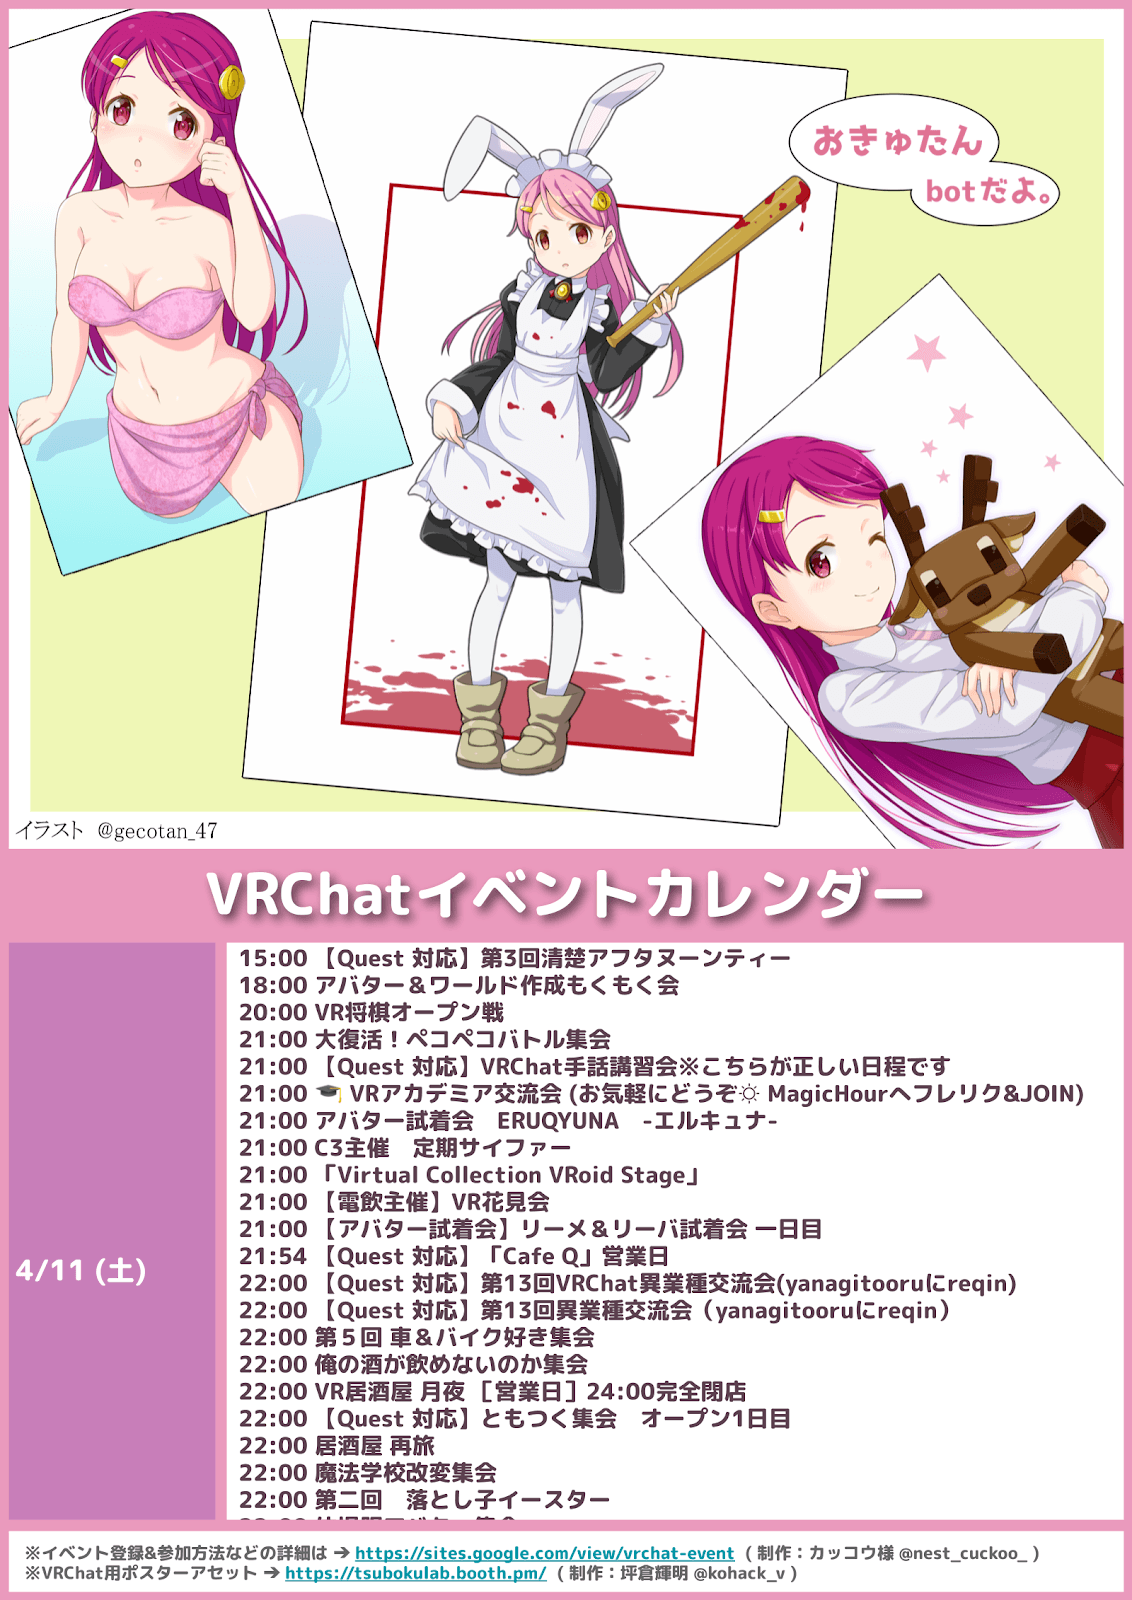 おきゅたん
botだよ。
イラスト @gecotan_47
VRChatイベントカレンダー
4/11 (土)
15:00 【Quest 対応】第3回清楚アフタヌーンティー
18:00 アバター＆ワールド作成もくもく会
20:00 VR将棋オープン戦
21:00 大復活！ペコペコバトル集会
21:00 【Quest 対応】VRChat手話講習会※こちらが正しい日程です
21:00 🎓 VRアカデミア交流会 (お気軽にどうぞ☼ MagicHourへフレリク&JOIN)
21:00 アバター試着会　ERUQYUNA　-エルキュナ-
21:00 C3主催　定期サイファー
21:00 「Virtual Collection VRoid Stage」
21:00 【電飲主催】VR花見会
21:00 【アバター試着会】リーメ＆リーバ試着会 一日目
21:54 【Quest 対応】「Cafe Q」営業日
22:00 【Quest 対応】第13回VRChat異業種交流会(yanagitooruにreqin)
22:00 【Quest 対応】第13回異業種交流会（yanagitooruにreqin）
22:00 第５回 車＆バイク好き集会
22:00 俺の酒が飲めないのか集会
22:00 VR居酒屋 月夜 ［営業日］24:00完全閉店
22:00 【Quest 対応】ともつく集会　オープン1日目
22:00 居酒屋 再旅
22:00 魔法学校改変集会
22:00 第二回　落とし子イースター
※イベント登録&参加方法などの詳細は ➔ https://sites.google.com/view/vrchat-event （ 制作：カッコウ様 @nest_cuckoo_ ）
※VRChat用ポスターアセット ➔ https://tsubokulab.booth.pm/ （ 制作：坪倉輝明 @kohack_v ）